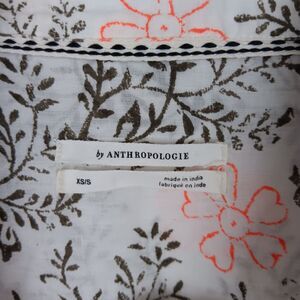 by ANTHROPOLOGIE
XS/S
made in india
fabriqué en inde